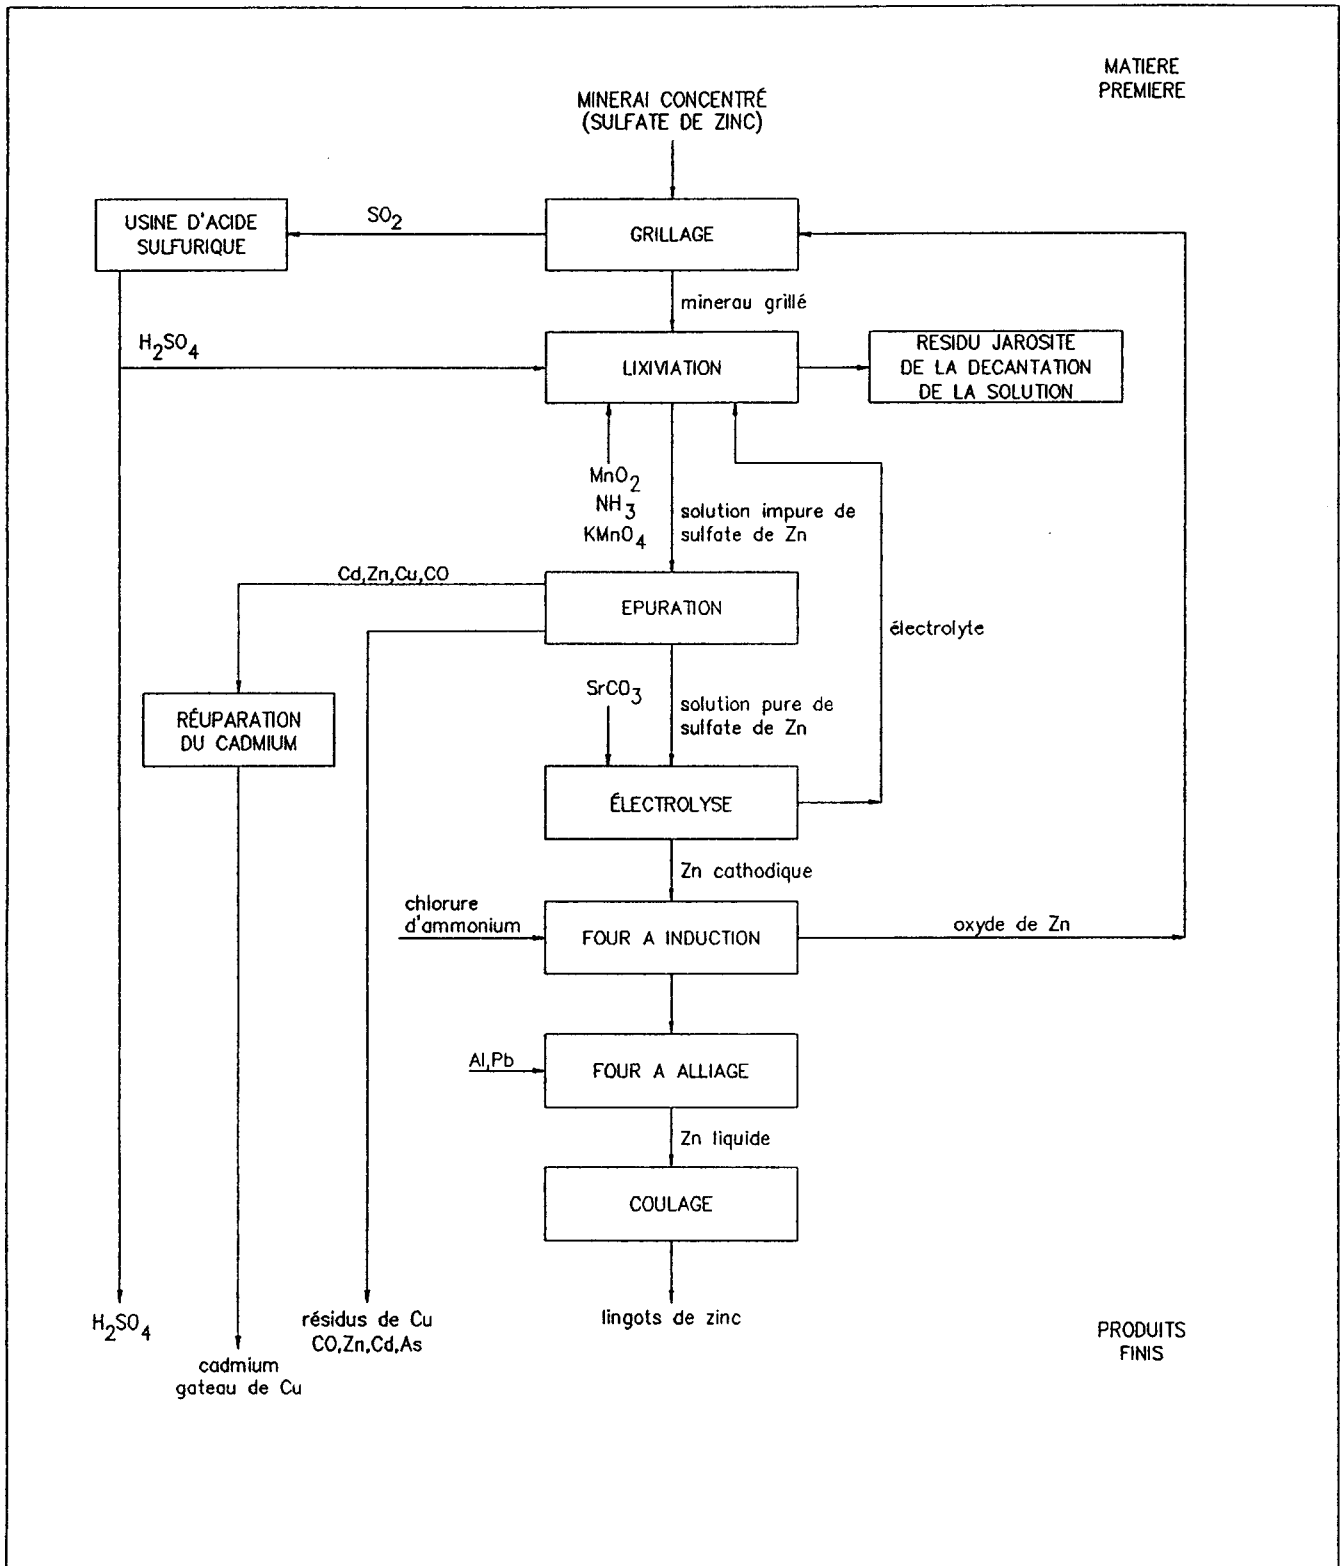 MATIERE
PREMIERE
MINERAI CONCENTRÉ
(SULFATE DE ZINC)
USINE D'ACIDE
SULFURIQUE
SO2
GRILLAGE
minerau grillé
H2SO4
LIXIVIATION
RESIDU JAROSITE
DE LA DECANTATION
DE LA SOLUTION
MnO2
NH3
KMnO4
solution impure de
sulfate de Zn
Cd,Zn,Cu,CO
EPURATION
électrolyte
SrCO3
solution pure de
sulfate de Zn
RÉUPARATION
DU CADMIUM
ÉLECTROLYSE
Zn cathodique
chlorure
d'ammonium
FOUR A INDUCTION
oxyde de Zn
Al,Pb
FOUR A ALLIAGE
Zn liquide
COULAGE
H2SO4
cadmium
gateau de Cu
résidus de Cu
CO,Zn,Cd,As
lingots de zinc
PRODUITS
FINIS